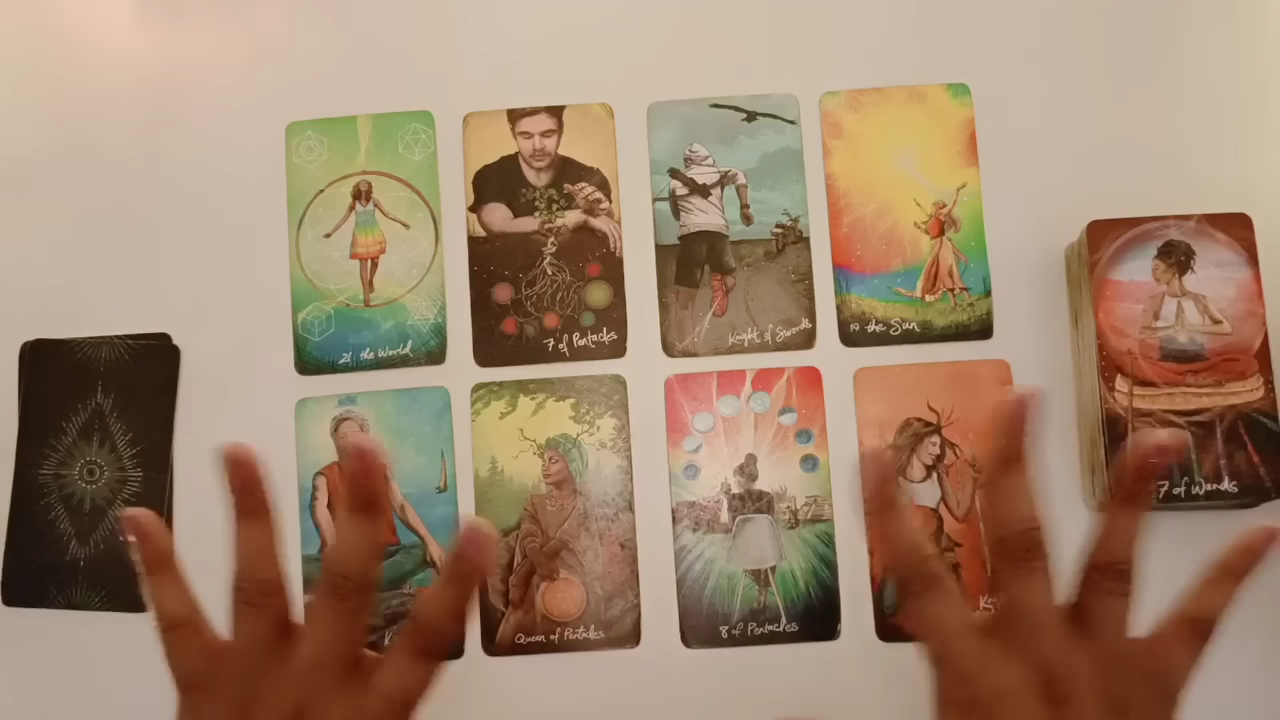 21 the World
7 of Pentacles
Knight of Swords
19 the Sun
Queen of Pentacles
8 of Pentacles
7 of Wands